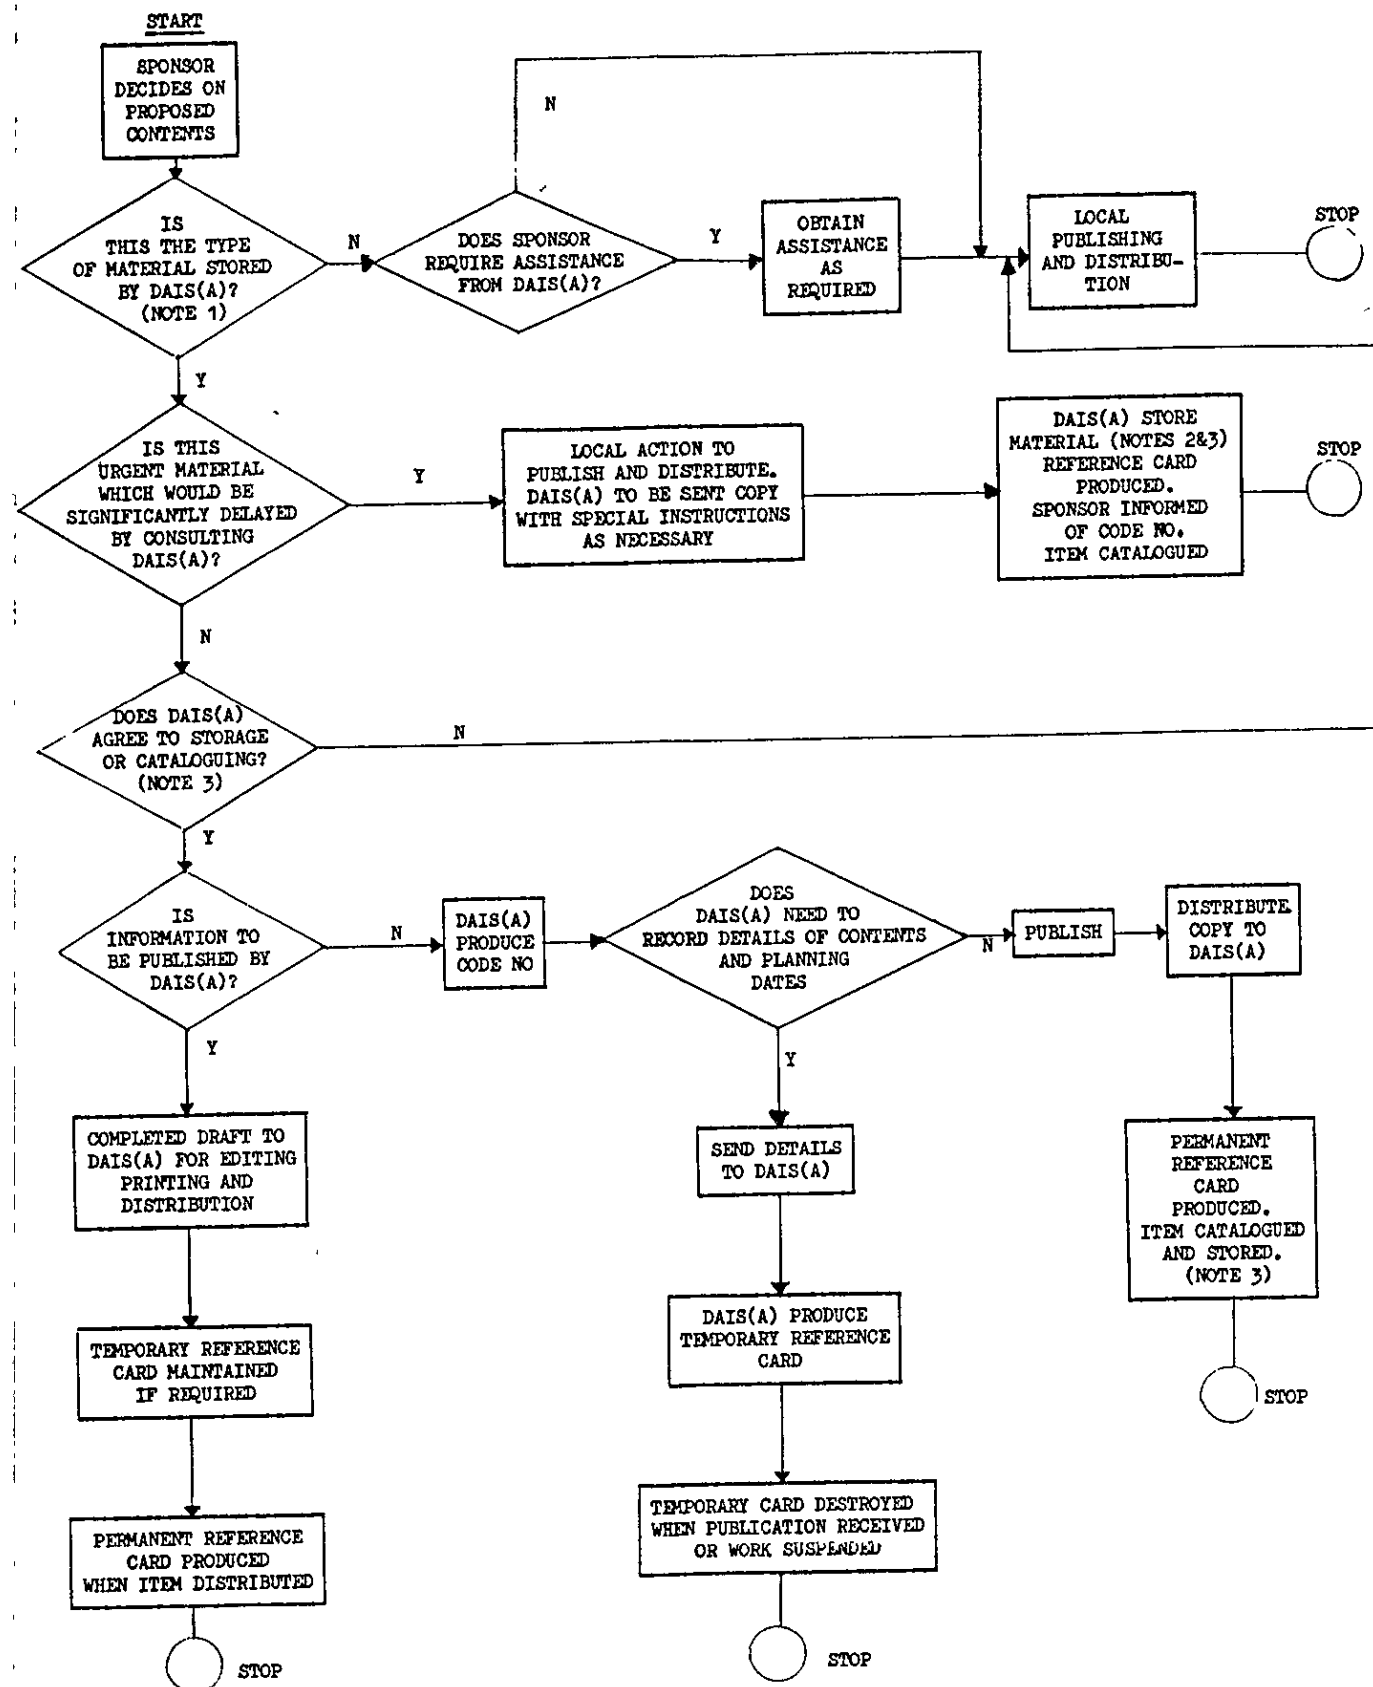 START
SPONSOR
DECIDES ON
PROPOSED
CONTENTS
N
IS
THIS THE TYPE
OF MATERIAL STORED
BY DAIS(A)?
(NOTE 1)
N
DOES SPONSOR
REQUIRE ASSISTANCE
FROM DAIS(A)?
Y
OBTAIN
ASSISTANCE
AS
REQUIRED
LOCAL
PUBLISHING
AND DISTRIBU-
TION
STOP
Y
IS THIS
URGENT MATERIAL
WHICH WOULD BE
SIGNIFICANTLY DELAYED
BY CONSULTING
DAIS(A)?
Y
LOCAL ACTION TO
PUBLISH AND DISTRIBUTE.
DAIS(A) TO BE SENT COPY
WITH SPECIAL INSTRUCTIONS
AS NECESSARY
DAIS(A) STORE
MATERIAL (NOTES 2&3)
REFERENCE CARD
PRODUCED.
SPONSOR INFORMED
OF CODE NO.
ITEM CATALOGUED
STOP
N
DOES DAIS(A)
AGREE TO STORAGE
OR CATALOGUING?
(NOTE 3)
N
Y
IS
INFORMATION TO
BE PUBLISHED BY
DAIS(A)?
N
DAIS(A)
PRODUCE
CODE NO
DOES
DAIS(A) NEED TO
RECORD DETAILS OF CONTENTS
AND PLANNING
DATES
N
PUBLISH
DISTRIBUTE
COPY TO
DAIS(A)
Y
Y
COMPLETED DRAFT TO
DAIS(A) FOR EDITING
PRINTING AND
DISTRIBUTION
SEND DETAILS
TO DAIS(A)
PERMANENT
REFERENCE
CARD
PRODUCED.
ITEM CATALOGUED
AND STORED.
(NOTE 3)
TEMPORARY REFERENCE
CARD MAINTAINED
IF REQUIRED
DAIS(A) PRODUCE
TEMPORARY REFERENCE
CARD
STOP
PERMANENT REFERENCE
CARD PRODUCED
WHEN ITEM DISTRIBUTED
TEMPORARY CARD DESTROYED
WHEN PUBLICATION RECEIVED
OR WORK SUSPENDED
STOP
STOP